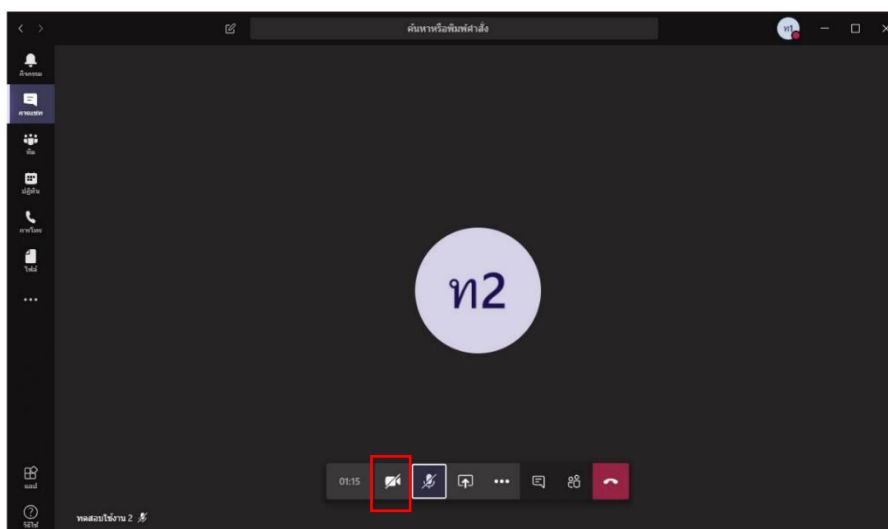 ค้นหาหรือพิมพ์คำสั่ง
ท1
กิจกรรม
การแชท
ทีม
ปฏิทิน
การโทร
ไฟล์
ท2
แอป
01:15
วิธีใช้
ทดสอบใช้งาน 2